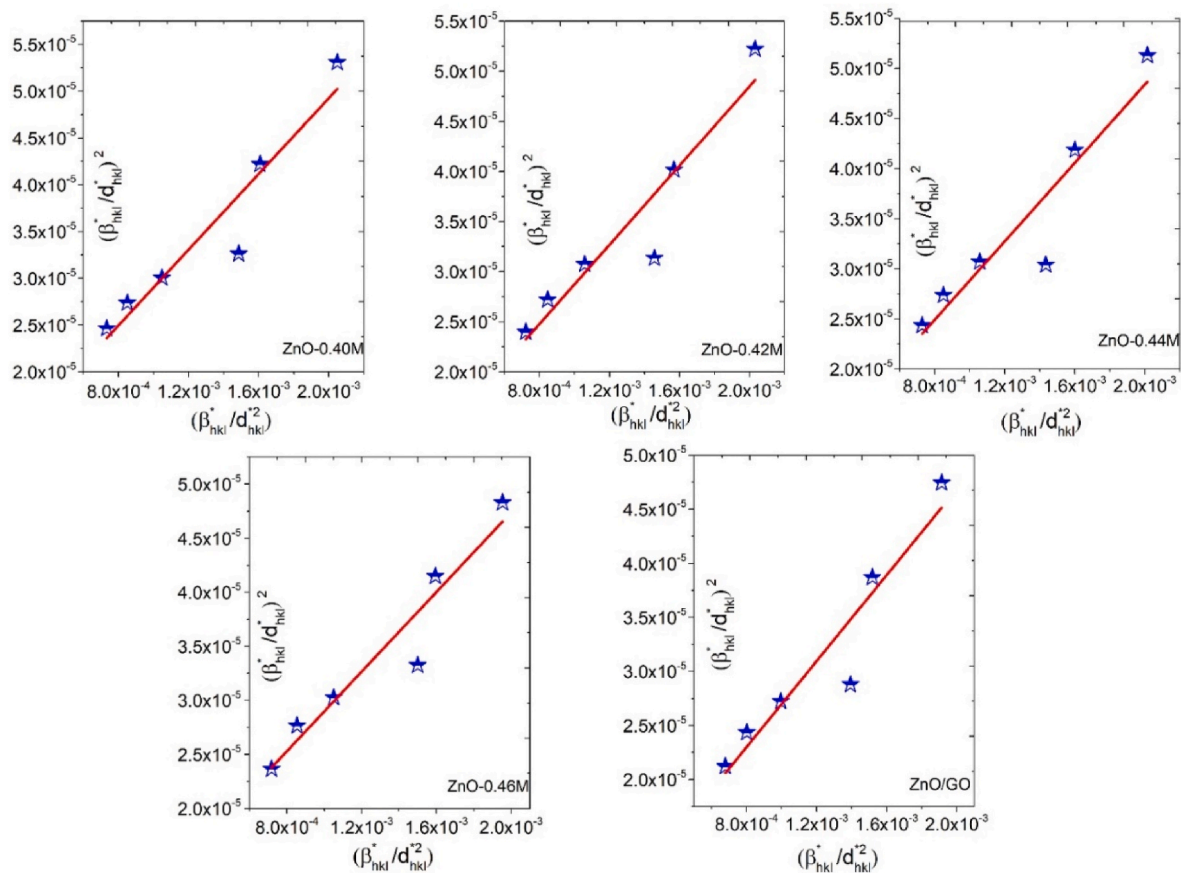 5.5x10⁻⁵
5.0x10⁻⁵
4.5x10⁻⁵
4.0x10⁻⁵
3.5x10⁻⁵
3.0x10⁻⁵
2.5x10⁻⁵
2.0x10⁻⁵
(β*hkl/d*hkl)²
ZnO-0.40M
8.0x10⁻⁴ 1.2x10⁻³ 1.6x10⁻³ 2.0x10⁻³
(β*hkl/d*²hkl)
5.5x10⁻⁵
5.0x10⁻⁵
4.5x10⁻⁵
4.0x10⁻⁵
3.5x10⁻⁵
3.0x10⁻⁵
2.5x10⁻⁵
2.0x10⁻⁵
(β*hkl/d*hkl)²
ZnO-0.42M
8.0x10⁻⁴ 1.2x10⁻³ 1.6x10⁻³ 2.0x10⁻³
(β*hkl/d*²hkl)
5.5x10⁻⁵
5.0x10⁻⁵
4.5x10⁻⁵
4.0x10⁻⁵
3.5x10⁻⁵
3.0x10⁻⁵
2.5x10⁻⁵
2.0x10⁻⁵
(β*hkl/d*hkl)²
ZnO-0.44M
8.0x10⁻⁴ 1.2x10⁻³ 1.6x10⁻³ 2.0x10⁻³
(β*hkl/d*²hkl)
5.0x10⁻⁵
4.5x10⁻⁵
4.0x10⁻⁵
3.5x10⁻⁵
3.0x10⁻⁵
2.5x10⁻⁵
2.0x10⁻⁵
(β*hkl/d*hkl)²
ZnO-0.46M
8.0x10⁻⁴ 1.2x10⁻³ 1.6x10⁻³ 2.0x10⁻³
(β*hkl/d*²hkl)
5.0x10⁻⁵
4.5x10⁻⁵
4.0x10⁻⁵
3.5x10⁻⁵
3.0x10⁻⁵
2.5x10⁻⁵
2.0x10⁻⁵
(β*hkl/d*hkl)²
ZnO/GO
8.0x10⁻⁴ 1.2x10⁻³ 1.6x10⁻³ 2.0x10⁻³
(β*hkl/d*²hkl)